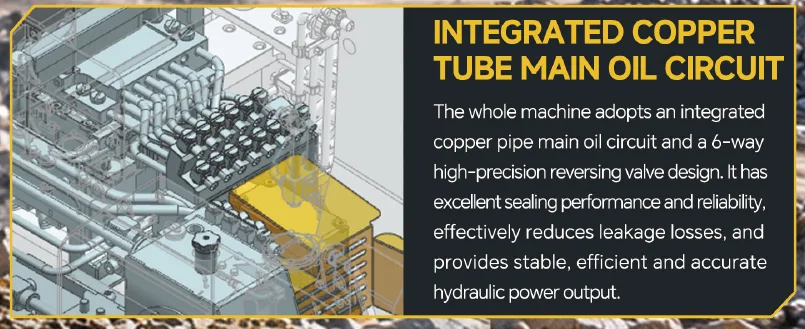 INTEGRATED COPPER
TUBE MAIN OIL CIRCUIT
The whole machine adopts an integrated
copper pipe main oil circuit and a 6-way
high-precision reversing valve design. It has
excellent sealing performance and reliability,
effectively reduces leakage losses, and
provides stable, efficient and accurate
hydraulic power output.